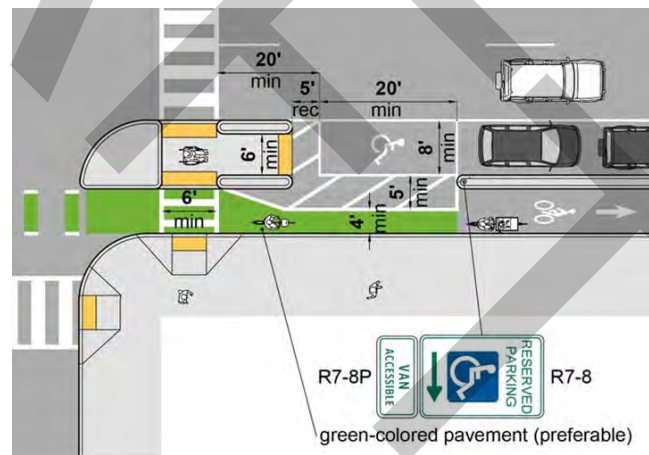 20'
min
5'
rec
20'
min
6'
min
8'
min
6'
min
5'
min
4'
min
R7-8P
VAN
ACCESSIBLE
RESERVED
PARKING
R7-8
green-colored pavement (preferable)